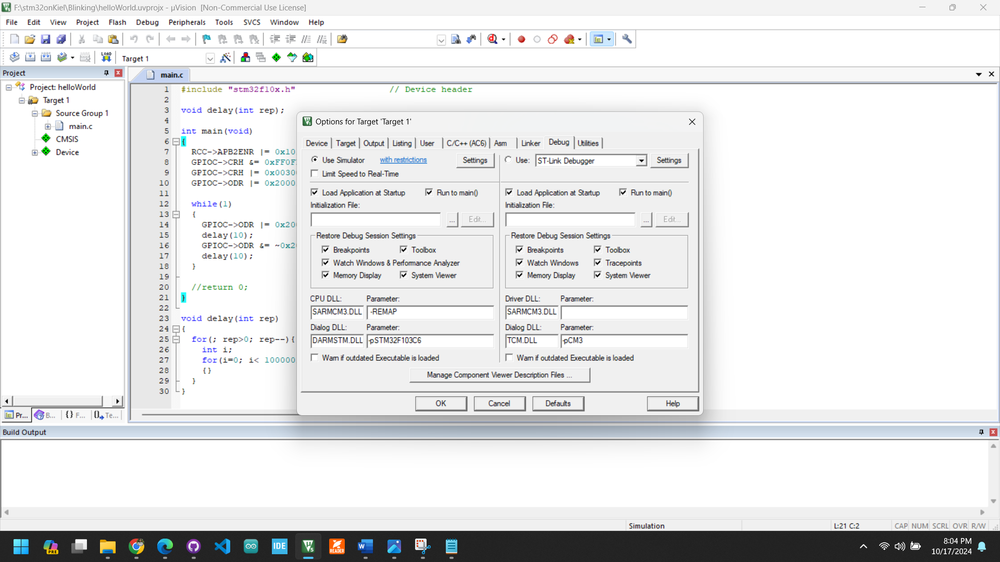 F:\stm32onKiel\Blinking\helloWorld.uvprojx - µVision [Non-Commercial Use License]
File Edit View Project Flash Debug Peripherals Tools SVCS Window Help
LOAD Target 1
Project
Project: helloWorld
Target 1
Source Group 1
main.c
CMSIS
Device
Pr... B... {} F... Te...
main.c
1 #include "stm32f10x.h" // Device header
2
3 void delay(int rep);
4
5 int main(void)
6 {
7 RCC->APB2ENR |= 0x10
8 GPIOC->CRH &= 0xFF0F
9 GPIOC->CRH |= 0x0030
10 GPIOC->ODR |= 0x2000
11
12 while(1)
13 {
14 GPIOC->ODR |= 0x20
15 delay(10);
16 GPIOC->ODR &= ~0x2
17 delay(10);
18 }
19
20 //return 0;
21 }
22
23 void delay(int rep)
24 {
25 for(; rep>0; rep--){
26 int i;
27 for(i=0; i< 100000
28 {}
29 }
30 }
Options for Target 'Target 1'
Device Target Output Listing User C/C++ (AC6) Asm Linker Debug Utilities
Use Simulator with restrictions Settings
Limit Speed to Real-Time
Load Application at Startup Run to main()
Initialization File:
... Edit...
Restore Debug Session Settings
Breakpoints Toolbox
Watch Windows & Performance Analyzer
Memory Display System Viewer
CPU DLL: Parameter:
SARMCM3.DLL -REMAP
Dialog DLL: Parameter:
DARMSTM.DLL -pSTM32F103C6
Warn if outdated Executable is loaded
Use: ST-Link Debugger Settings
Load Application at Startup Run to main()
Initialization File:
... Edit...
Restore Debug Session Settings
Breakpoints Toolbox
Watch Windows Tracepoints
Memory Display System Viewer
Driver DLL: Parameter:
SARMCM3.DLL
Dialog DLL: Parameter:
TCM.DLL -pCM3
Warn if outdated Executable is loaded
Manage Component Viewer Description Files ...
OK Cancel Defaults Help
Build Output
Simulation L:21 C:2 CAP NUM SCRL OVR R/W
PRE IDE READER
8:04 PM
10/17/2024